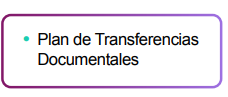 • Plan de Transferencias
Documentales